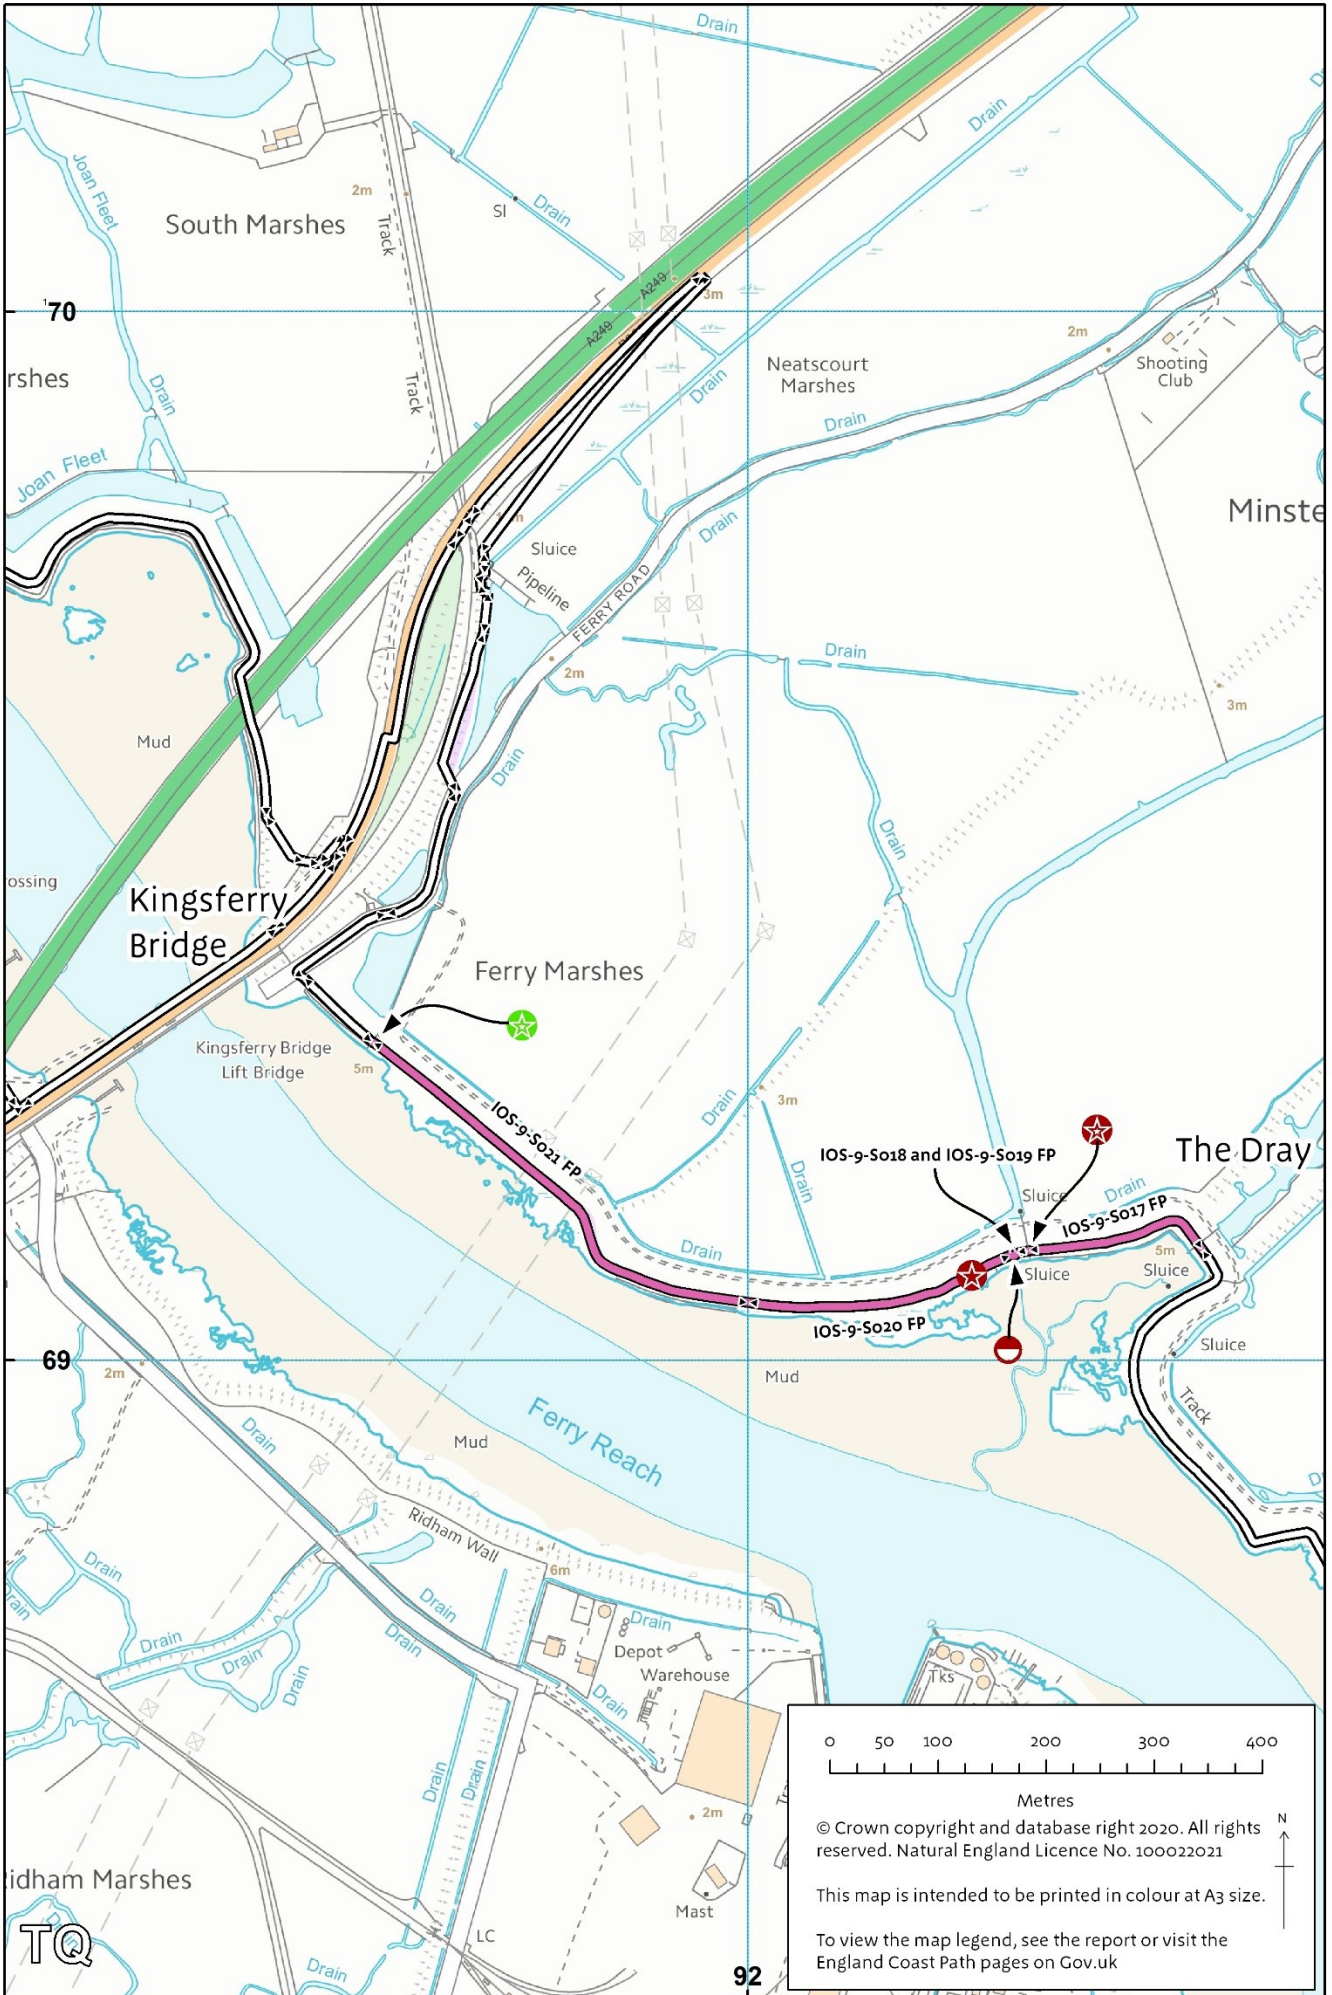 Drain
Joan Fleet
2m
South Marshes
Track
Sl
Drain
Drain
70
A249
3m
A249
rshes
Drain
Track
Neatscourt
Marshes
2m
Shooting
Club
Drain
Drain
Joan Fleet
Minste
Sluice
Pipeline
Drain
FERRY ROAD
2m
Drain
3m
Mud
Drain
Drain
ossing
Kingsferry
Bridge
Ferry Marshes
Kingsferry Bridge
Lift Bridge
5m
IOS-9-S021 FP
Drain
3m
Drain
IOS-9-S018 and IOS-9-S019 FP
The Dray
Sluice
Drain
IOS-9-S017 FP
Drain
5m
Sluice
Sluice
IOS-9-S020 FP
Sluice
69
2m
Mud
Track
Ferry Reach
Drain
Mud
Ridham Wall
6m
Drain
Drain
Drain
Drain
Drain
Drain
Drain
Drain
Depot
Warehouse
Tks
Drain
Drain
Drain
2m
idham Marshes
Mast
LC
TQ
Drain
Drain
92
0 50 100 200 300 400
Metres
© Crown copyright and database right 2020. All rights
reserved. Natural England Licence No. 100022021
N
This map is intended to be printed in colour at A3 size.
To view the map legend, see the report or visit the
England Coast Path pages on Gov.uk